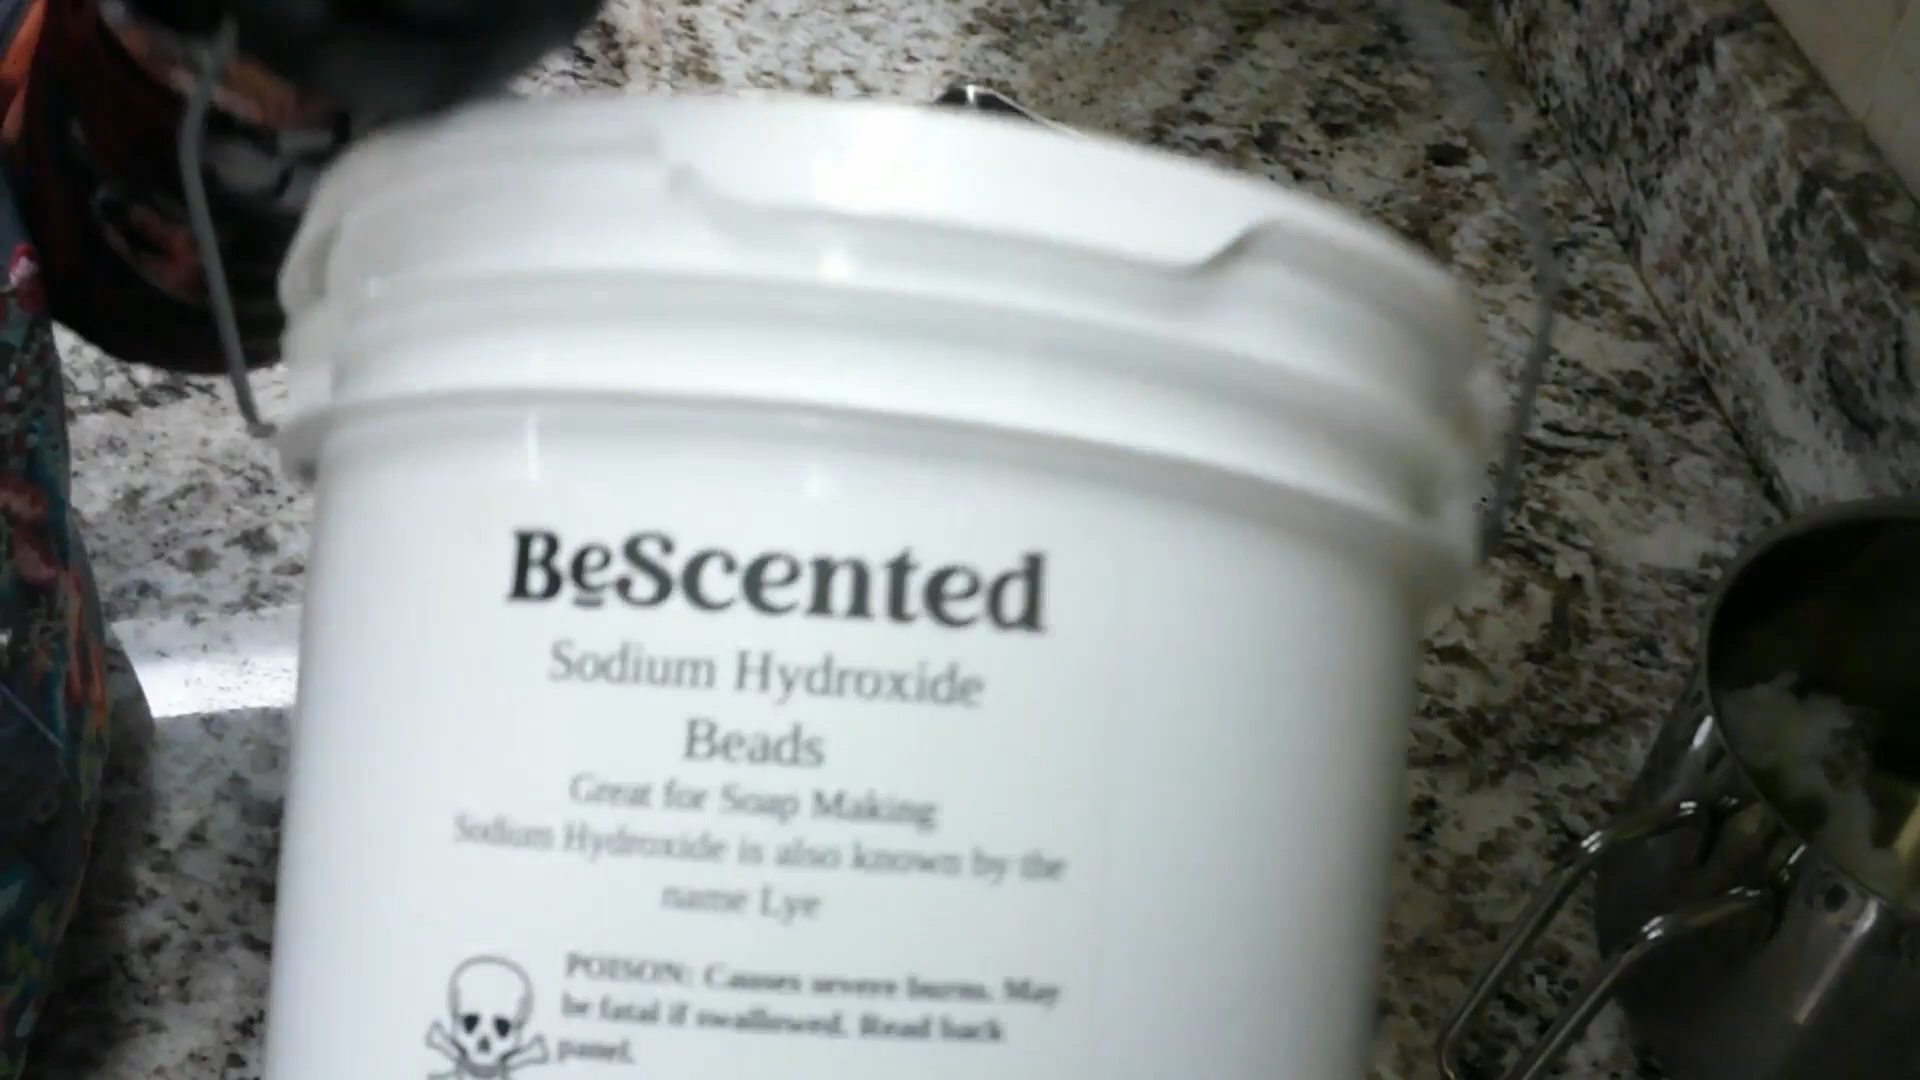 BeScented
Sodium Hydroxide
Beads
Great for Soap Making
Sodium Hydroxide is also known by the
name Lye
POISON: Causes severe burns. May
be fatal if swallowed. Read back
panel.